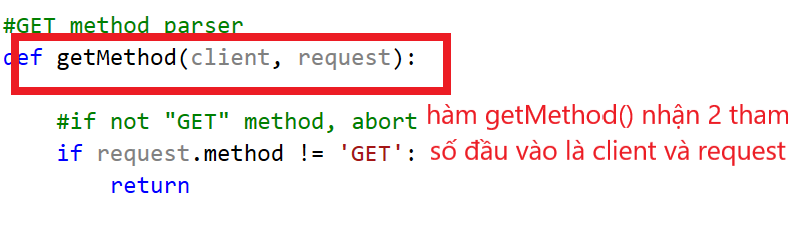 #GET method parser
def getMethod(client, request):
#if not "GET" method, abort
hàm getMethod() nhận 2 tham
if request.method != 'GET':
số đầu vào là client và request
return